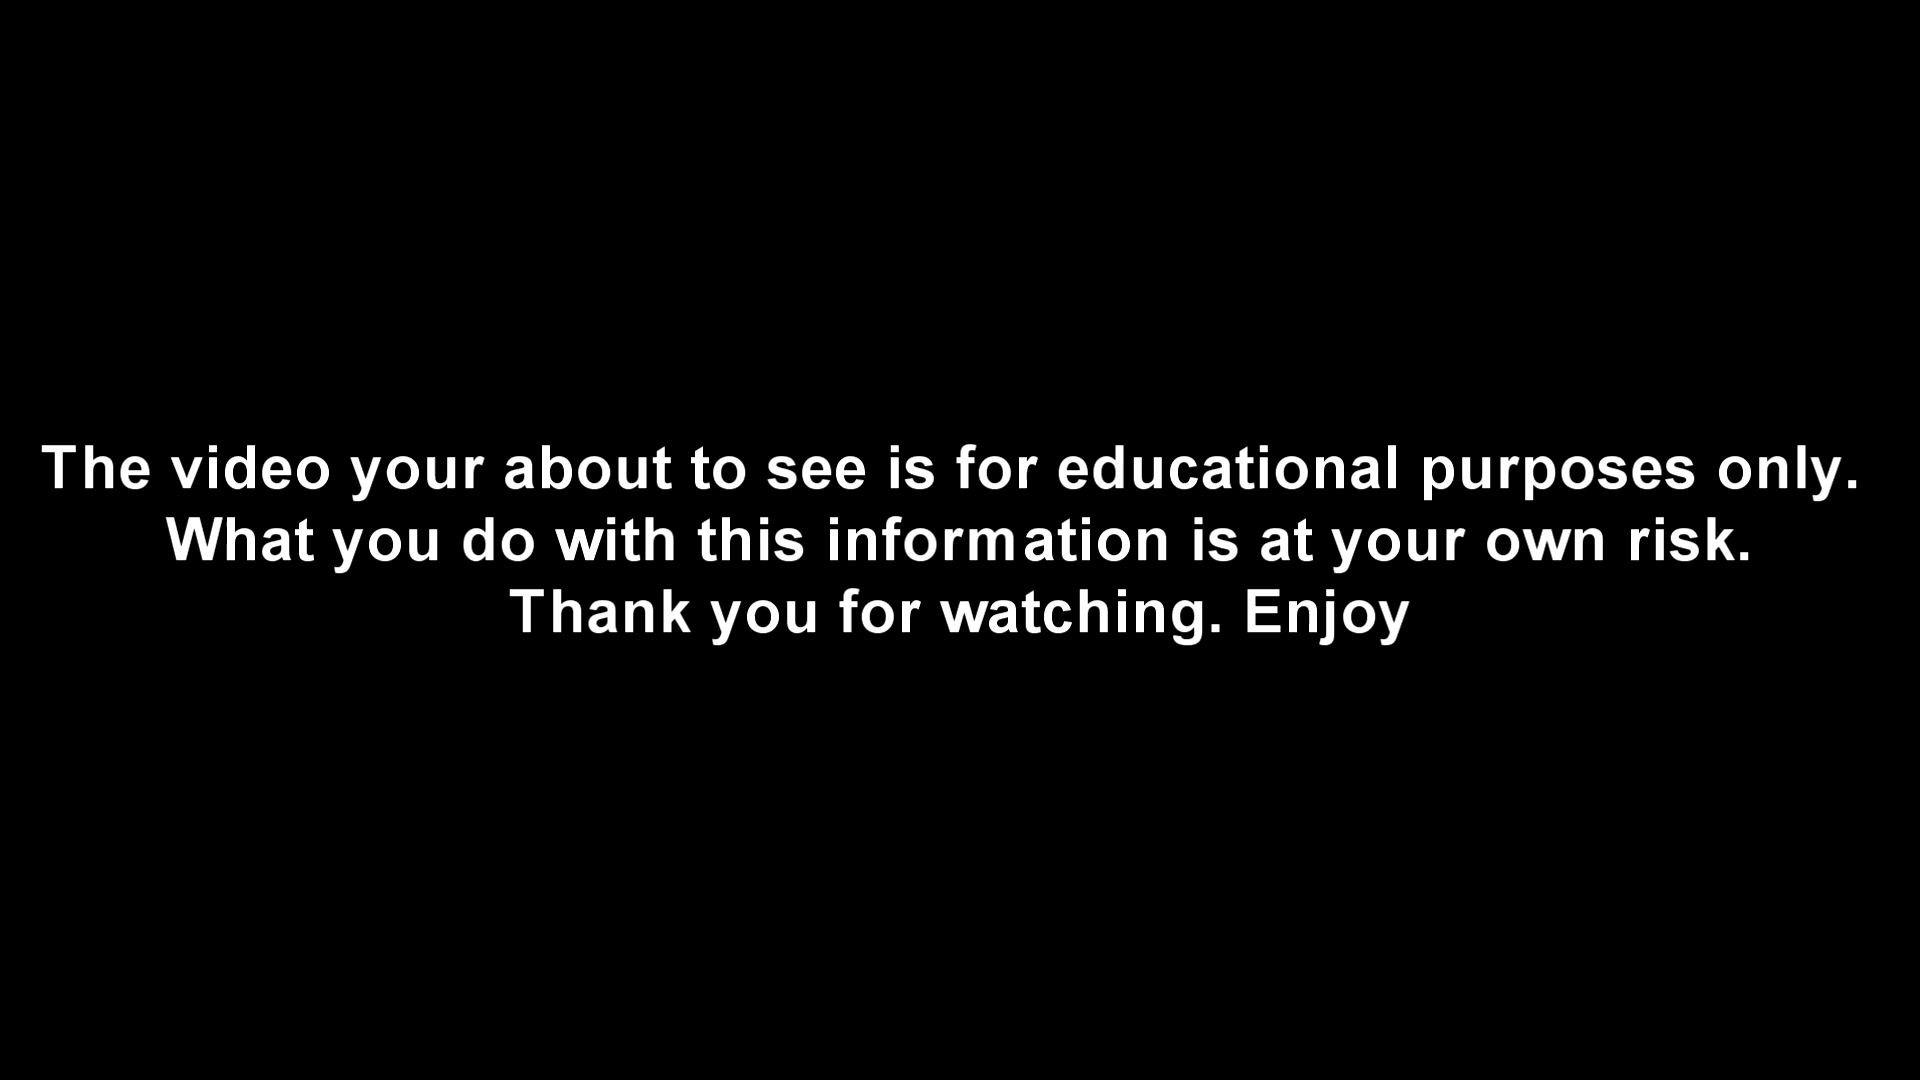 The video your about to see is for educational purposes only.
What you do with this information is at your own risk.
Thank you for watching. Enjoy